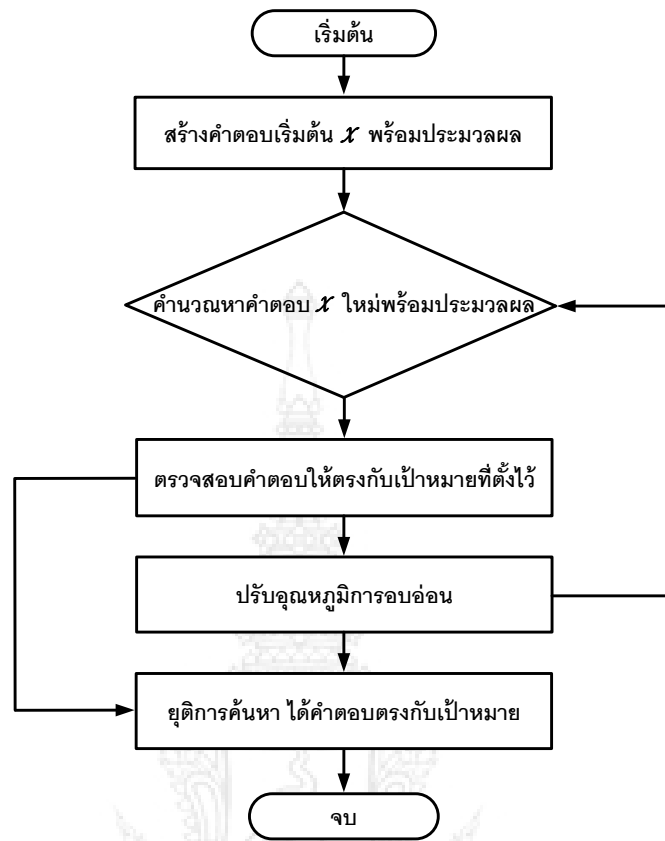 เริ่มต้น
สร้างคำตอบเริ่มต้น x พร้อมประมวลผล
คำนวณหาคำตอบ x ใหม่พร้อมประมวลผล
ตรวจสอบคำตอบให้ตรงกับเป้าหมายที่ตั้งไว้
ปรับอุณหภูมิการอบอ่อน
ยุติการค้นหา ได้คำตอบตรงกับเป้าหมาย
จบ